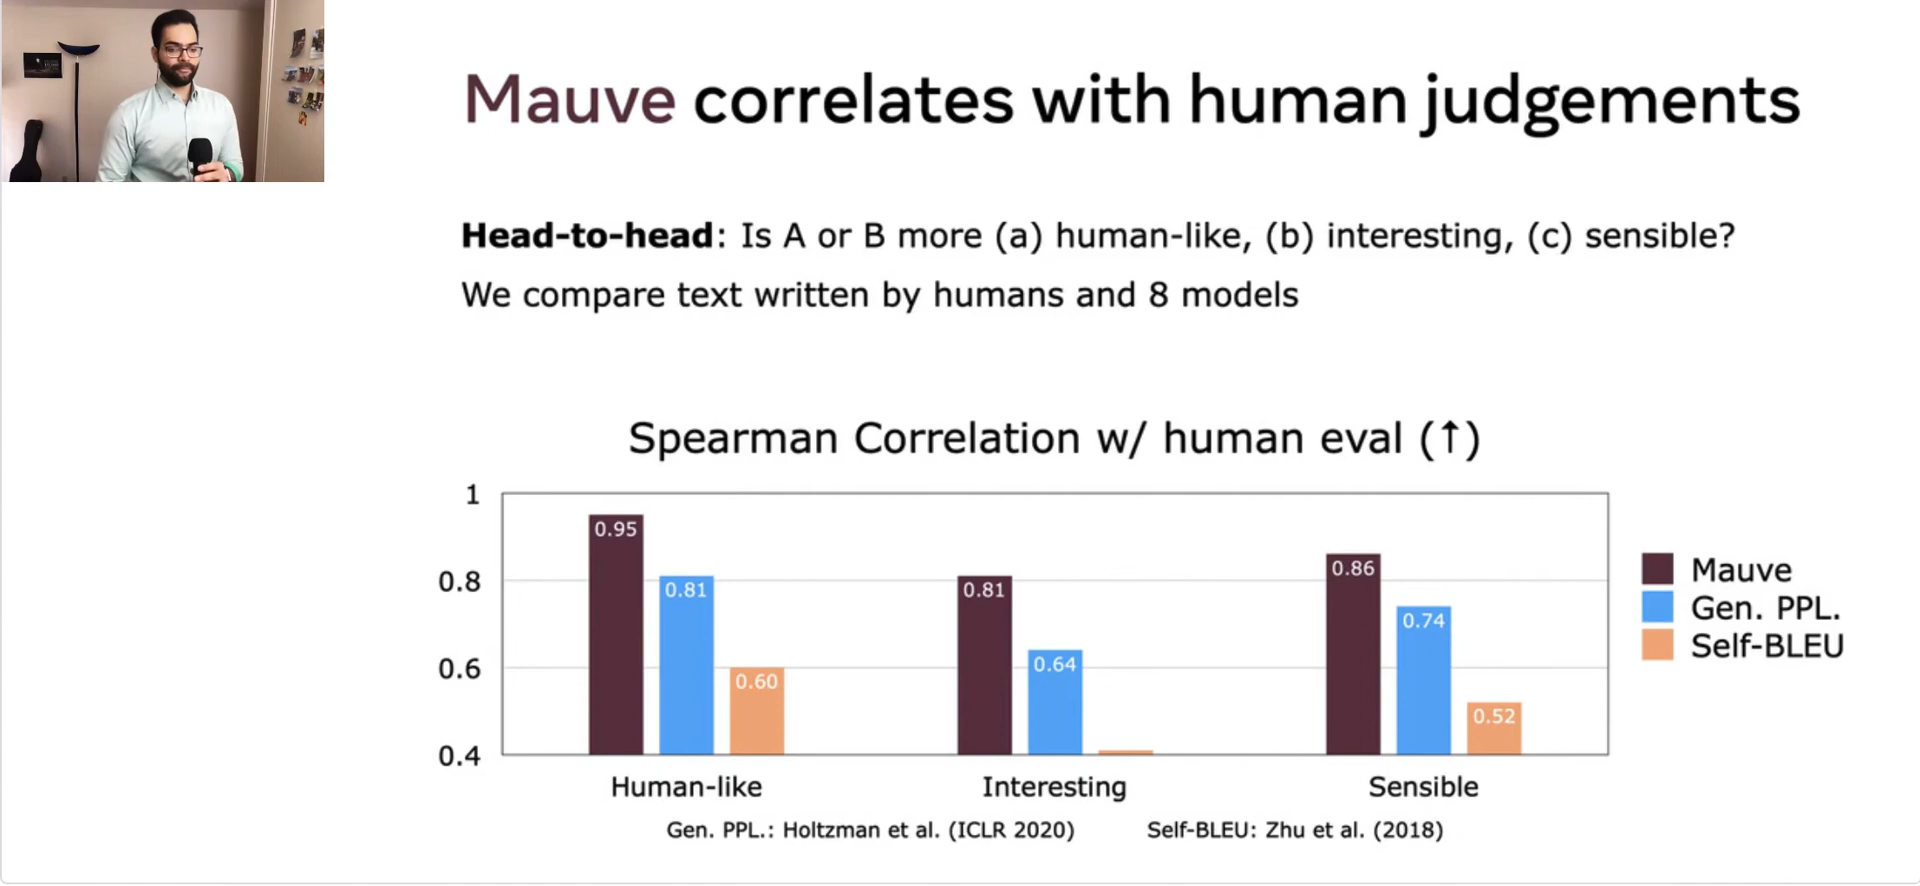 Mauve correlates with human judgements
Head-to-head: Is A or B more (a) human-like, (b) interesting, (c) sensible?
We compare text written by humans and 8 models
Spearman Correlation w/ human eval (↑)
1
0.8
0.6
0.4
0.95
0.81
0.60
0.81
0.64
0.86
0.74
0.52
Human-like
Interesting
Sensible
Mauve
Gen. PPL.
Self-BLEU
Gen. PPL.: Holtzman et al. (ICLR 2020)
Self-BLEU: Zhu et al. (2018)